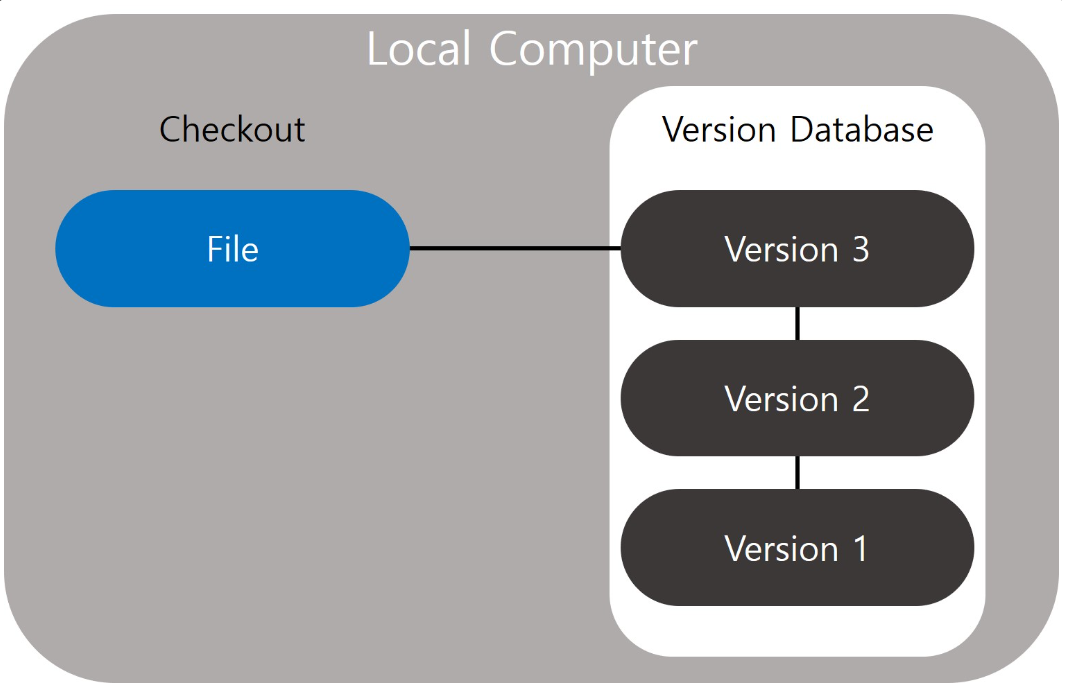 Local Computer
Checkout
Version Database
File
Version 3
Version 2
Version 1